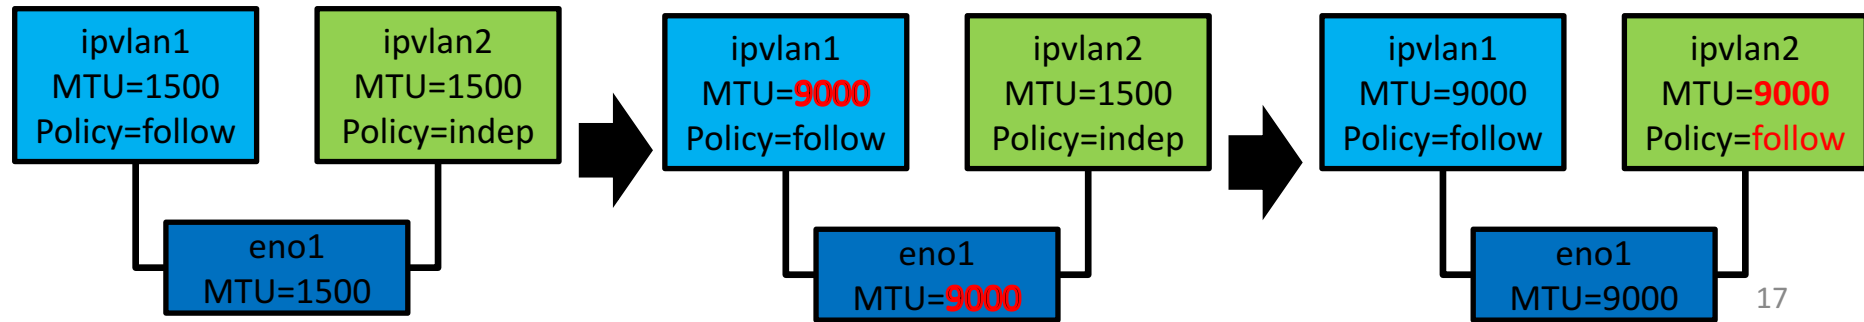 ipvlan1
MTU=1500
Policy=follow
ipvlan2
MTU=1500
Policy=indep
eno1
MTU=1500
ipvlan1
MTU=9000
Policy=follow
ipvlan2
MTU=1500
Policy=indep
eno1
MTU=9000
ipvlan1
MTU=9000
Policy=follow
ipvlan2
MTU=9000
Policy=follow
eno1
MTU=9000
17